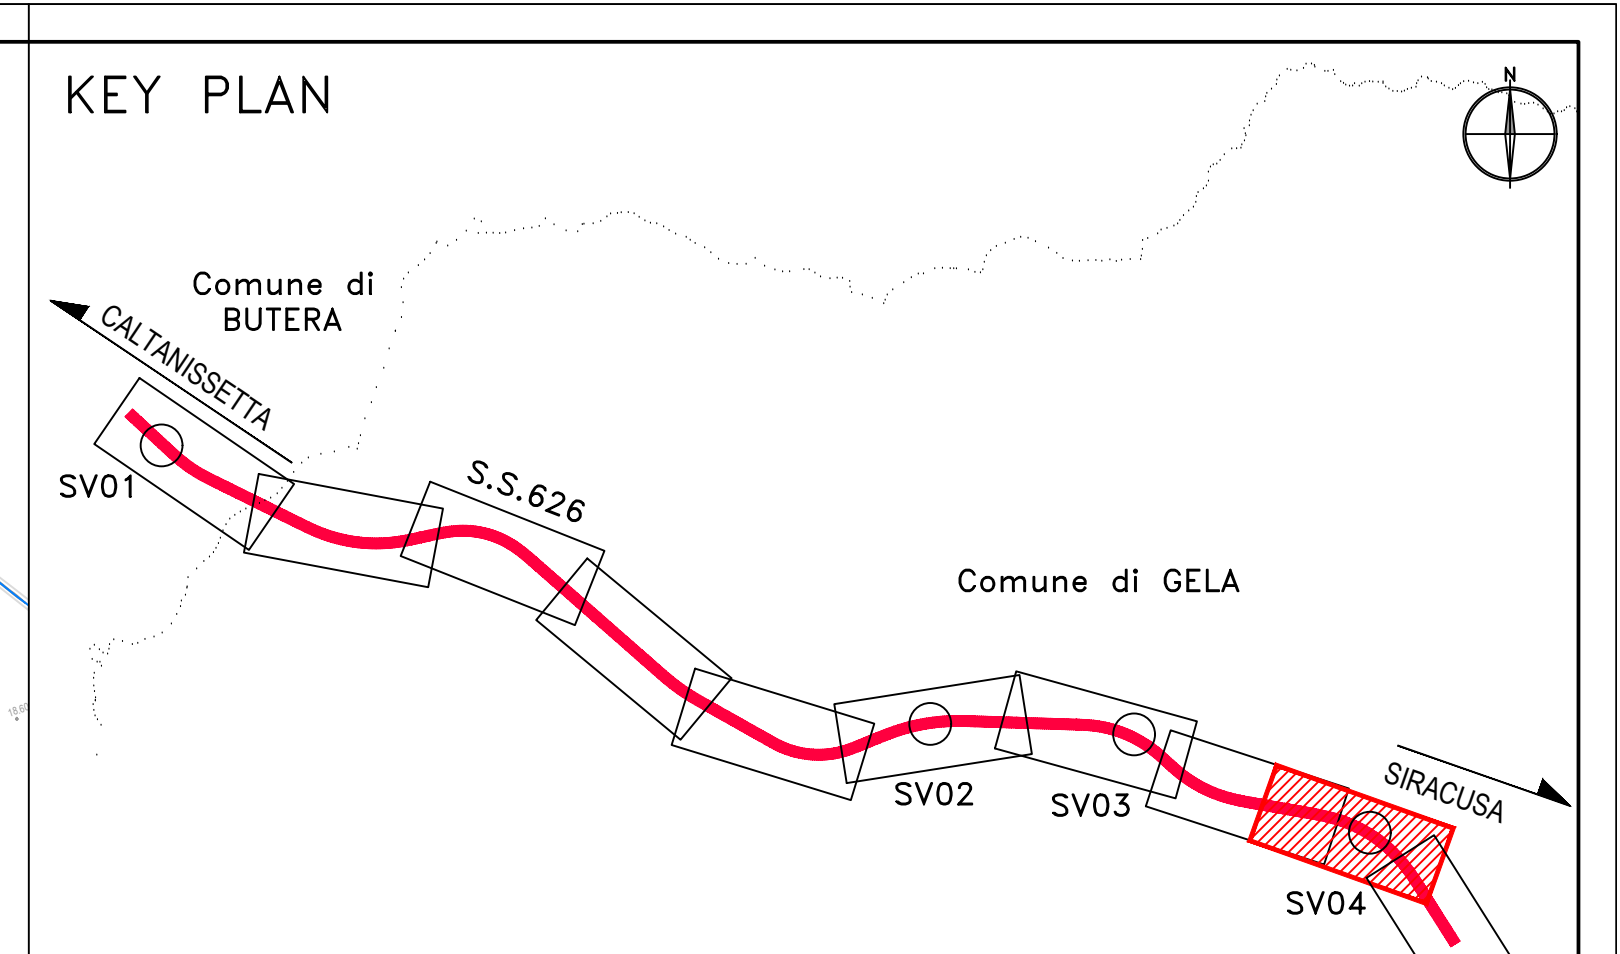 KEY PLAN
N
Comune di
BUTERA
CALTANISSETTA
SV01
S.S.626
Comune di GELA
SV02
SV03
SIRACUSA
SV04